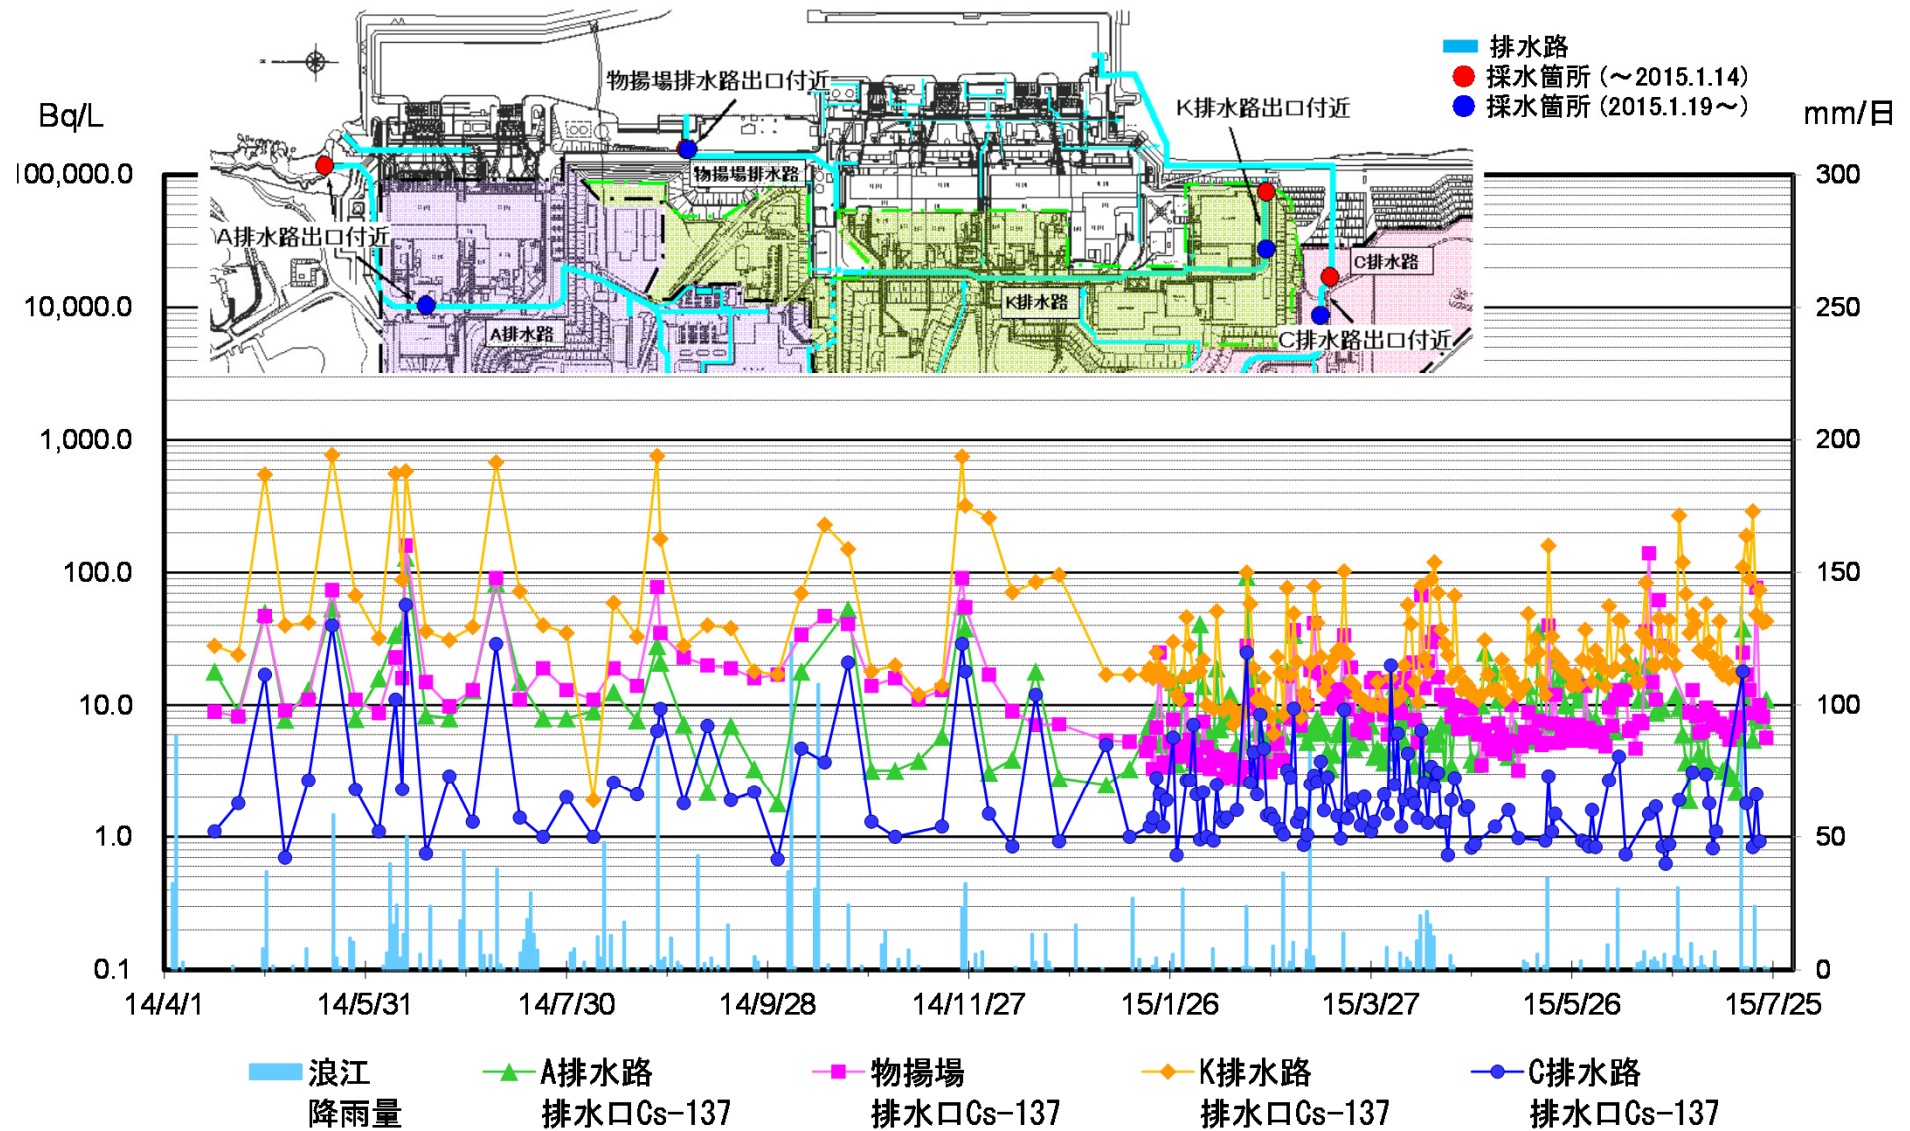 排水路
採水箇所 (～2015.1.14)
採水箇所 (2015.1.19～)
物揚場排水路出口付近
K排水路出口付近
Bq/L
mm/日
物揚場排水路
A排水路出口付近
C排水路
K排水路
A排水路
C排水路出口付近
100,000.0
10,000.0
1,000.0
100.0
10.0
1.0
0.1
300
250
200
150
100
50
0
14/4/1 14/5/31 14/7/30 14/9/28 14/11/27 15/1/26 15/3/27 15/5/26 15/7/25
浪江
降雨量
A排水路
排水口Cs-137
物揚場
排水口Cs-137
K排水路
排水口Cs-137
C排水路
排水口Cs-137